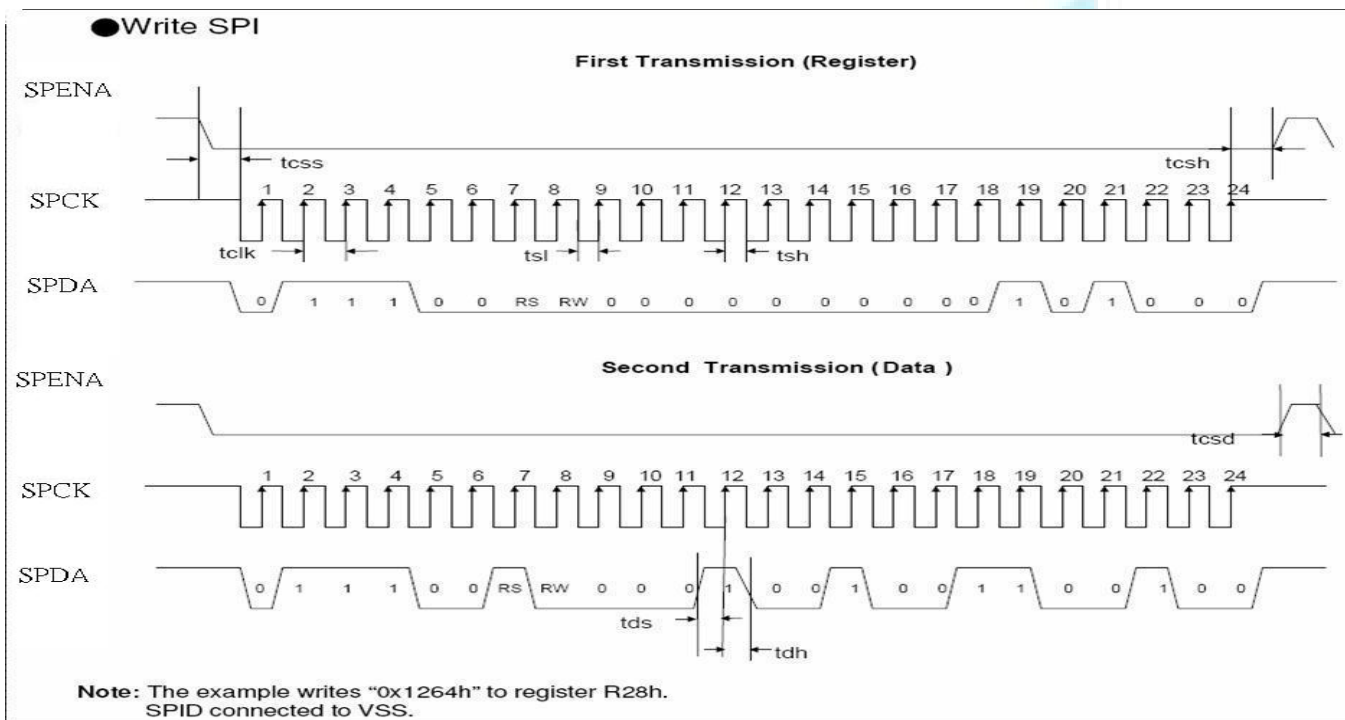 ●Write SPI
First Transmission (Register)
SPENA
tcss
tcsh
1 2 3 4 5 6 7 8 9 10 11 12 13 14 15 16 17 18 19 20 21 22 23 24
SPCK
tclk
tsl
tsh
SPDA
0 1 1 1 0 0 RS RW 0 0 0 0 0 0 0 0 0 0 1 0 1 0 0 0
Second Transmission (Data )
SPENA
tcsd
1 2 3 4 5 6 7 8 9 10 11 12 13 14 15 16 17 18 19 20 21 22 23 24
SPCK
SPDA
0 1 1 1 0 0 RS RW 0 0 0 1 0 0 1 0 0 1 1 0 0 1 0 0
tds
tdh
Note: The example writes “0x1264h” to register R28h.
SPID connected to VSS.